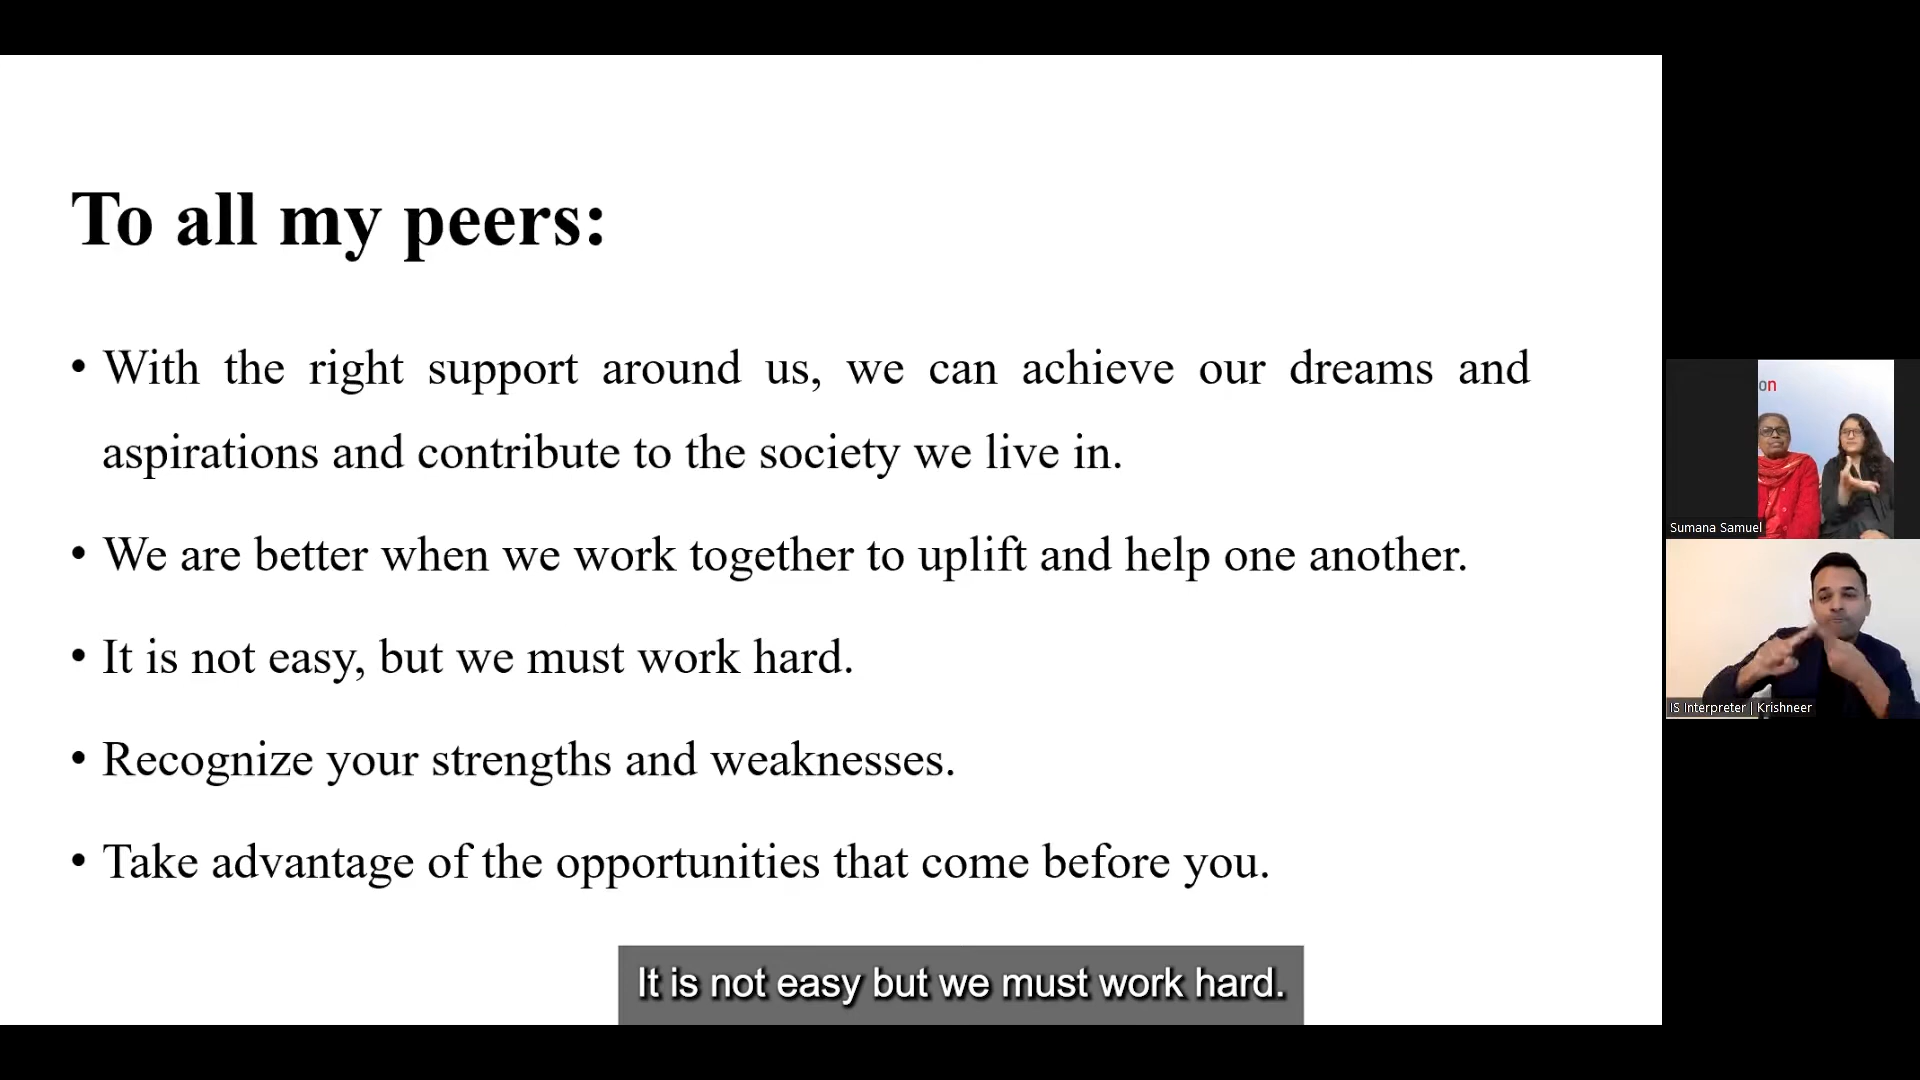 To all my peers:
• With the right support around us, we can achieve our dreams and
aspirations and contribute to the society we live in.
• We are better when we work together to uplift and help one another.
• It is not easy, but we must work hard.
• Recognize your strengths and weaknesses.
• Take advantage of the opportunities that come before you.
It is not easy but we must work hard.
on
Sumana Samuel
IS Interpreter | Krishneer